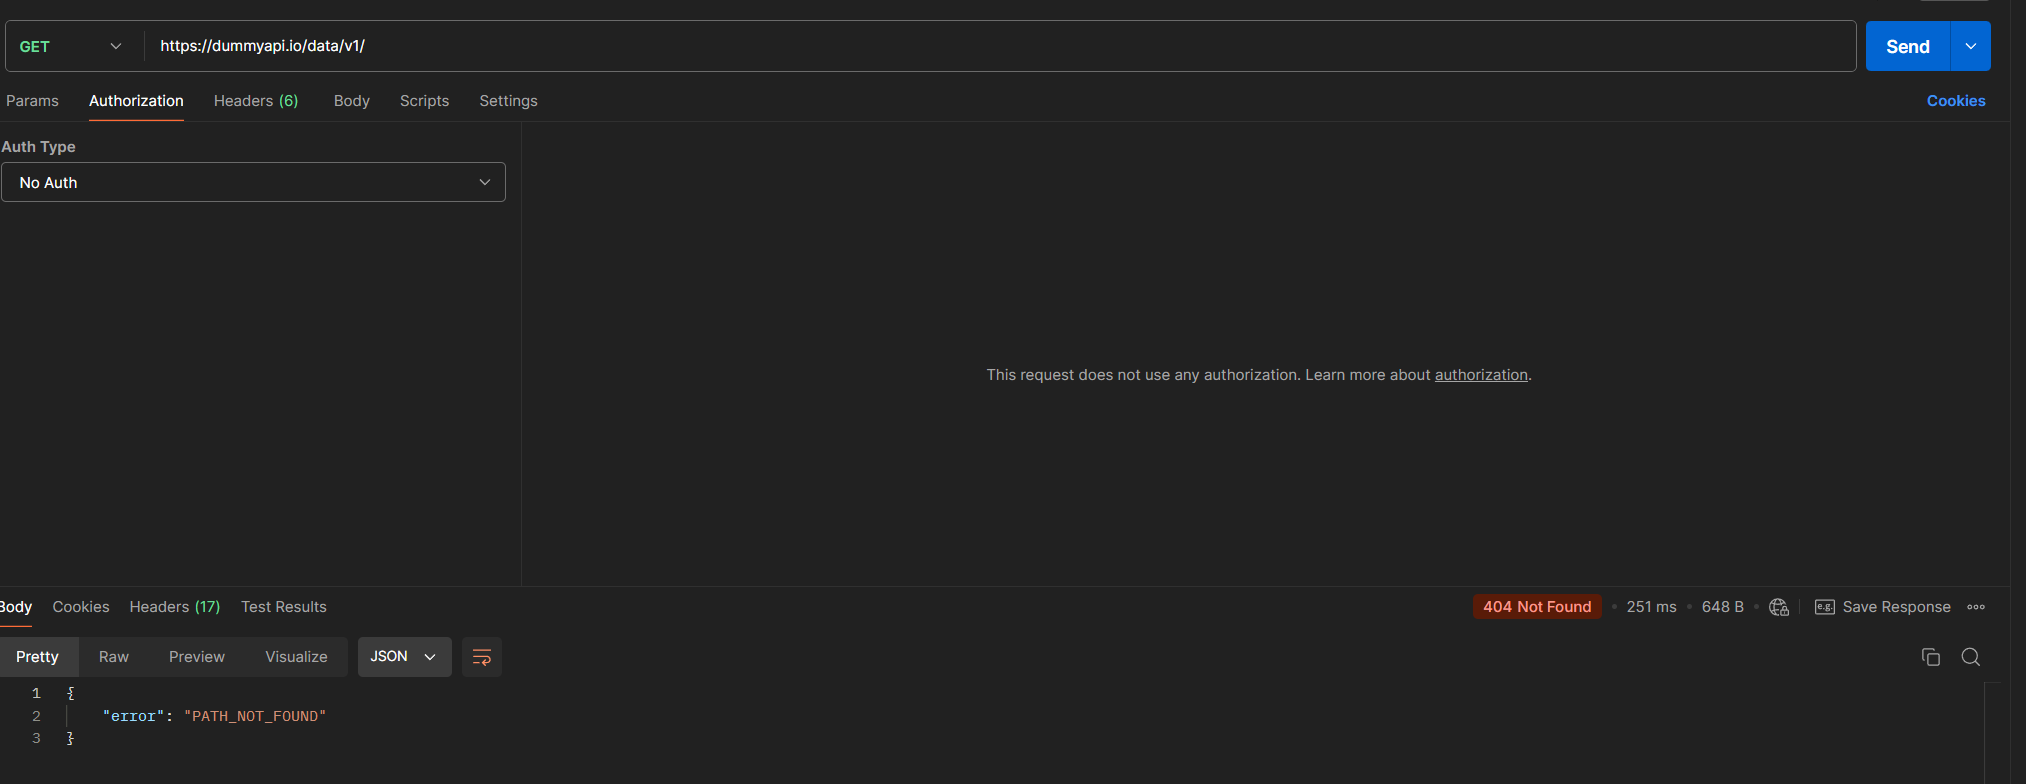 GET https://dummyapi.io/data/v1/ Send
Params Authorization Headers (6) Body Scripts Settings Cookies
Auth Type
No Auth
This request does not use any authorization. Learn more about authorization.
Body Cookies Headers (17) Test Results 404 Not Found • 251 ms • 648 B • e.g. Save Response
Pretty Raw Preview Visualize JSON
1 {
2 "error": "PATH_NOT_FOUND"
3 }